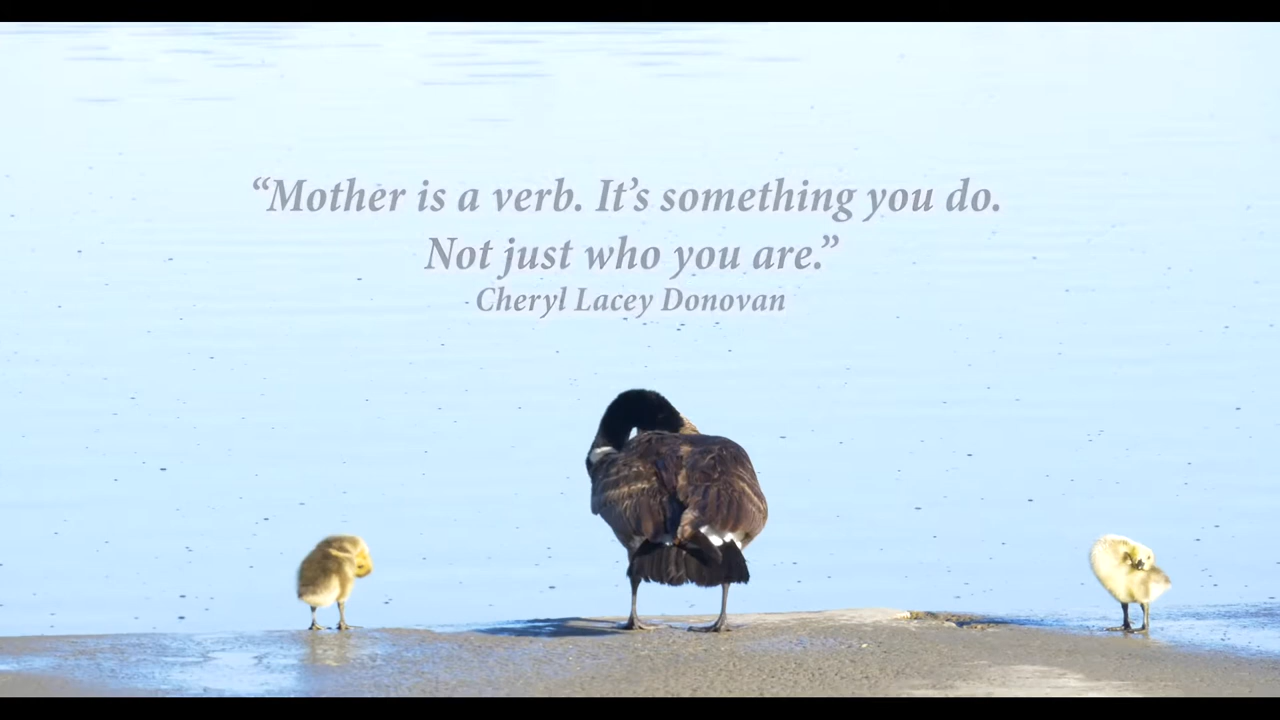 “Mother is a verb. It’s something you do.
Not just who you are.”
Cheryl Lacey Donovan